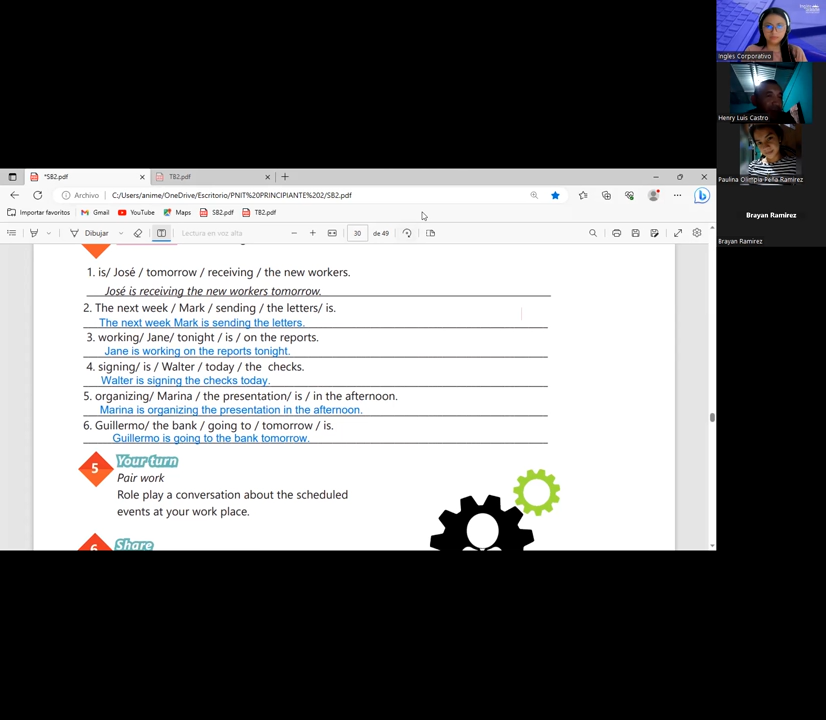 Ingles Corporativo
Henry Luis Castro
Paulina Olimpia Peña Ramirez
Brayan Ramirez
Brayan Ramirez
*SB2.pdf
TB2.pdf
Archivo C:/Users/anime/OneDrive/Escritorio/PNIT%20PRINCIPIANTE%202/SB2.pdf
Importar favoritos Gmail YouTube Maps SB2.pdf TB2.pdf
Dibujar Lectura en voz alta 30 de 49
1. is/ José / tomorrow / receiving / the new workers.
José is receiving the new workers tomorrow.
2. The next week / Mark / sending / the letters/ is.
The next week Mark is sending the letters.
3. working/ Jane/ tonight / is / on the reports.
Jane is working on the reports tonight.
4. signing/ is / Walter / today / the checks.
Walter is signing the checks today.
5. organizing/ Marina / the presentation/ is / in the afternoon.
Marina is organizing the presentation in the afternoon.
6. Guillermo/ the bank / going to / tomorrow / is.
Guillermo is going to the bank tomorrow.
5 Your turn
Pair work
Role play a conversation about the scheduled
events at your work place.
6 Share